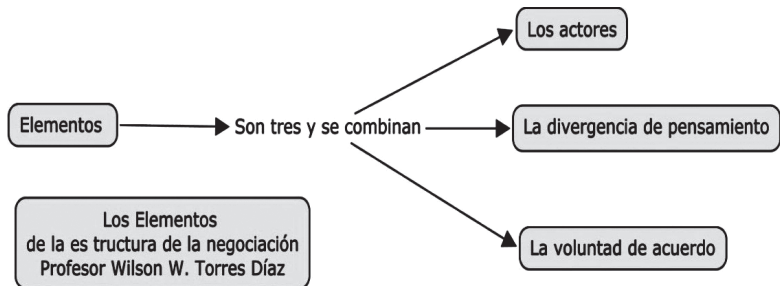 Los actores
Elementos
Son tres y se combinan
La divergencia de pensamiento
La voluntad de acuerdo
Los Elementos
de la es tructura de la negociación
Profesor Wilson W. Torres Díaz